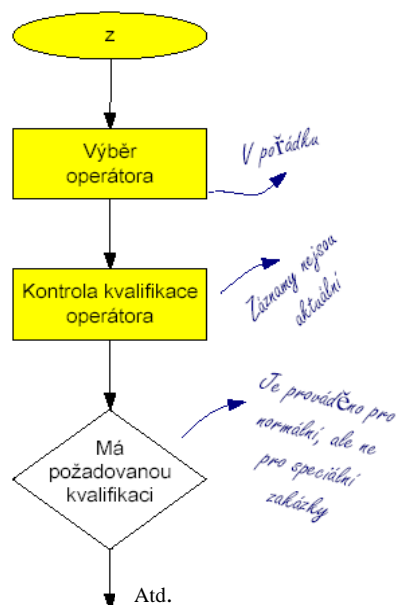 z
Výběr
operátora
V pořádku
Kontrola kvalifikace
operátora
Záznamy nejsou
aktuální
Má
požadovanou
kvalifikaci
Je prováděno pro
normální, ale ne
pro speciální
zakázky
Atd.